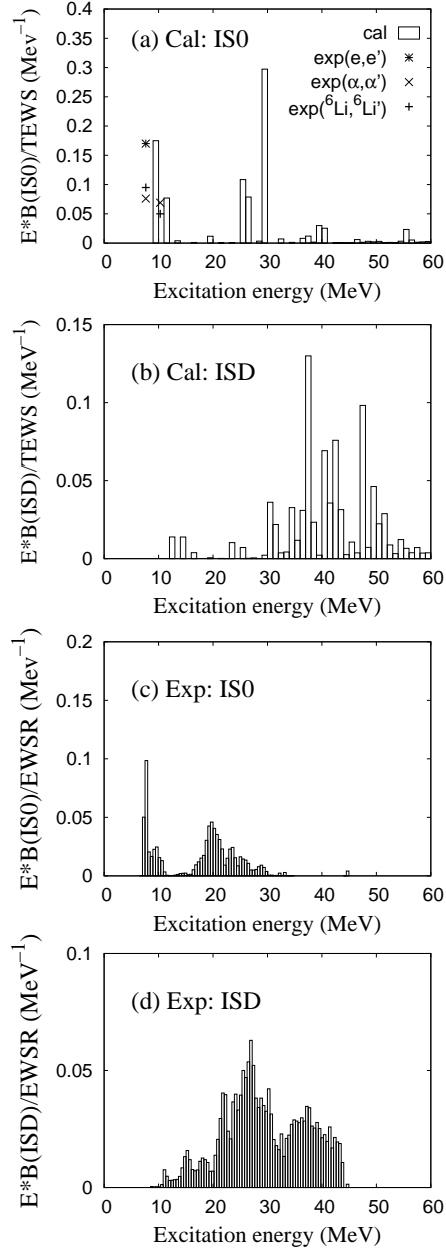 0.4
0.35
0.3
0.25
0.2
0.15
0.1
0.05
0
E*B(IS0)/TEWS (MeV⁻¹)
(a) Cal: IS0
cal
exp(e,e')
exp(α,α')
exp(⁶Li,⁶Li')
0 10 20 30 40 50 60
Excitation energy (MeV)
0.15
0.1
0.05
0
E*B(ISD)/TEWS (MeV⁻¹)
(b) Cal: ISD
0 10 20 30 40 50 60
Excitation energy (MeV)
0.2
0.15
0.1
0.05
0
E*B(IS0)/EWSR (Mev⁻¹)
(c) Exp: IS0
0 10 20 30 40 50 60
Excitation energy (MeV)
0.1
0.05
0
E*B(ISD)/EWSR (MeV⁻¹)
(d) Exp: ISD
0 10 20 30 40 50 60
Excitation energy (MeV)